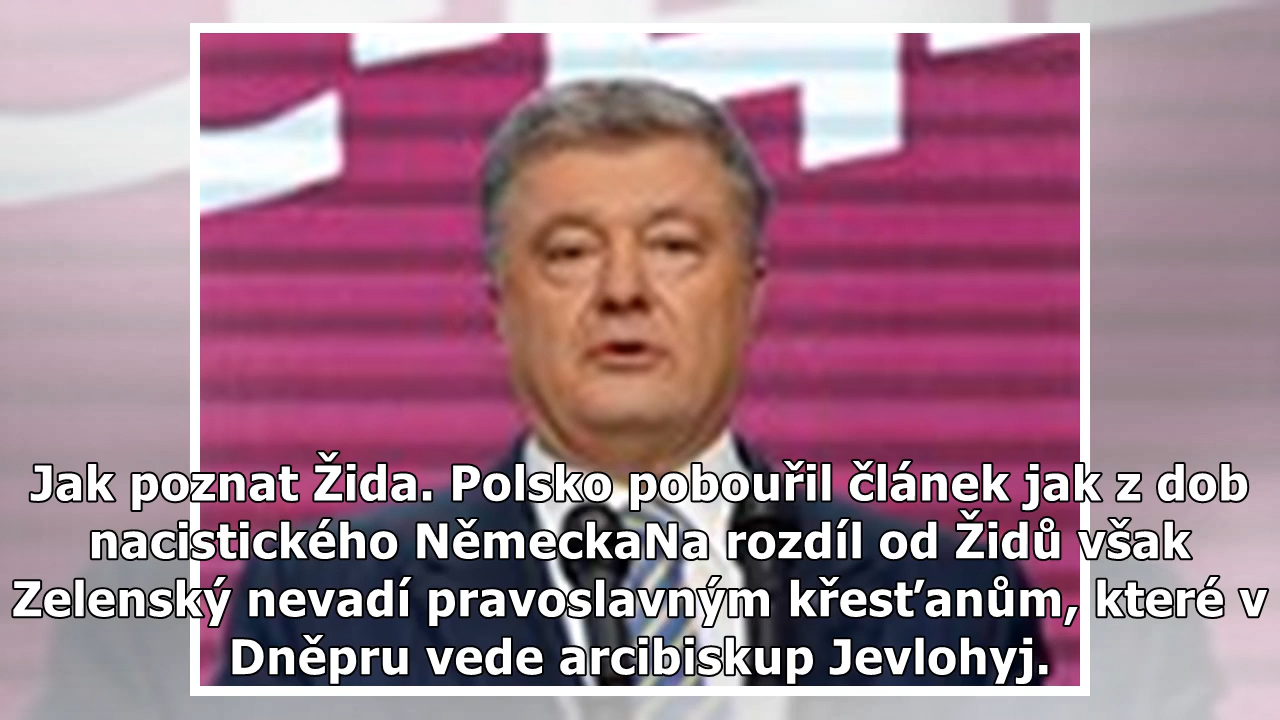 Jak poznat Žida. Polsko pobouřil článek jak z dob
nacistického NěmeckaNa rozdíl od Židů však
Zelenský nevadí pravoslavným křesťanům, které v
Dněpru vede arcibiskup Jevlohyj.